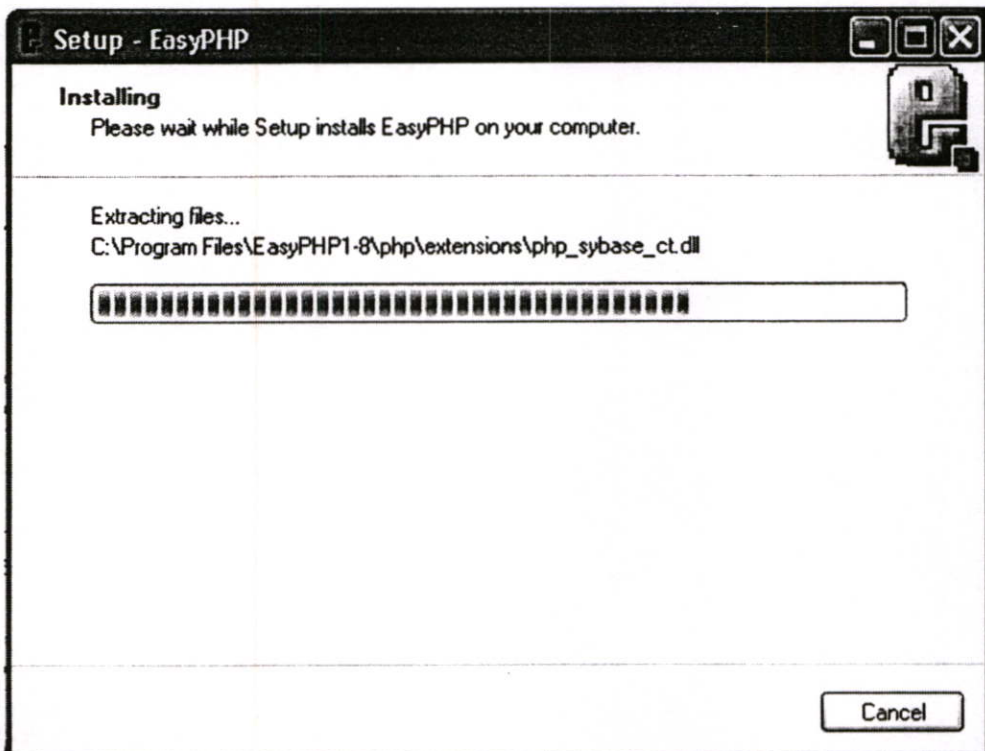 Setup - EasyPHP
Installing
Please wait while Setup installs EasyPHP on your computer.
Extracting files...
C:\Program Files\EasyPHP1-8\php\extensions\php_sybase_ct.dll
Cancel